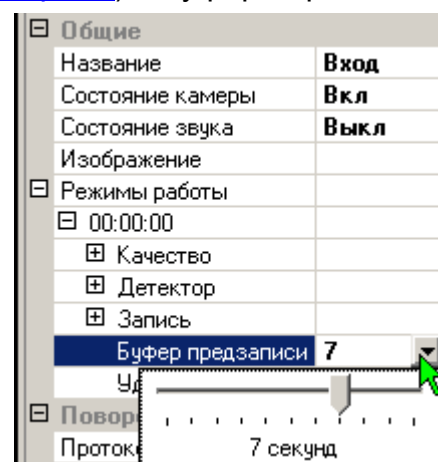 Общие
Название Вход
Состояние камеры Вкл
Состояние звука Выкл
Изображение
Режимы работы
00:00:00
Качество
Детектор
Запись
Буфер предзаписи 7
7 секунд